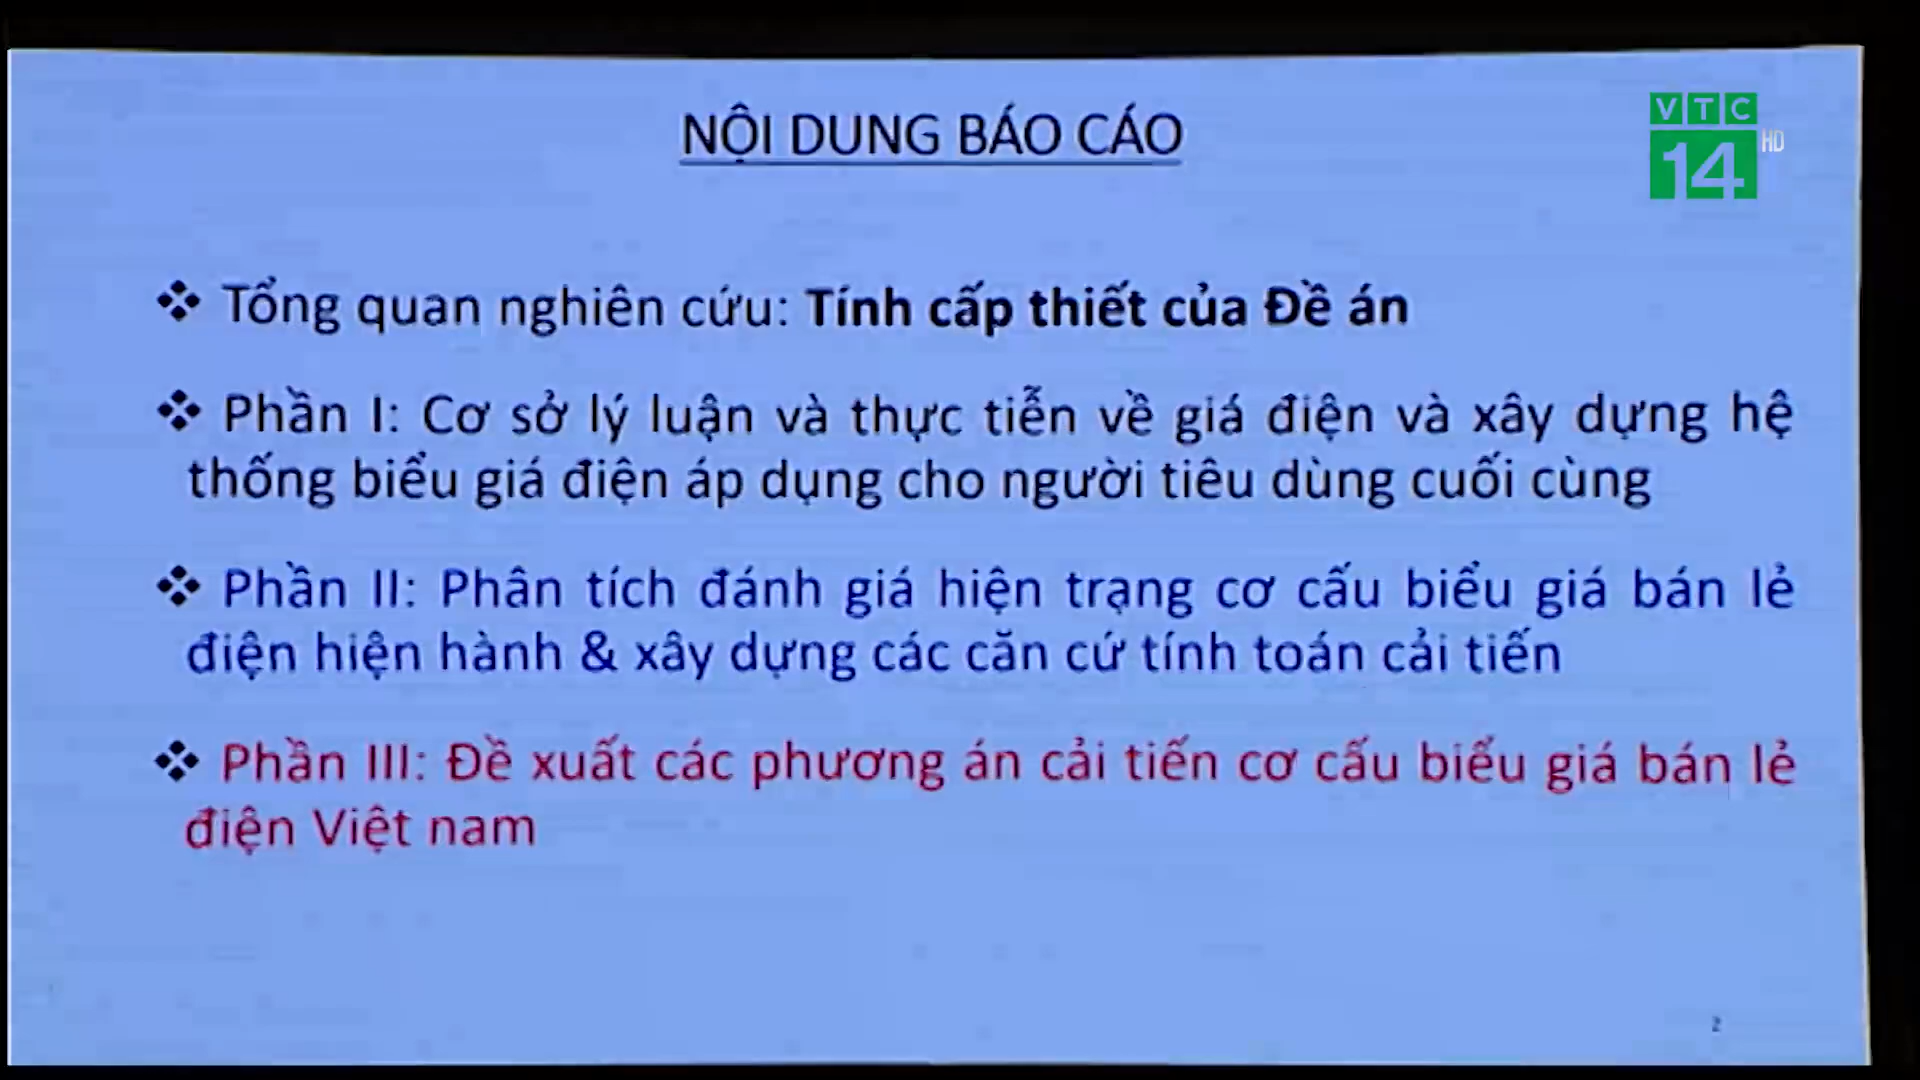 NỘI DUNG BÁO CÁO
VTC
14
HD
❖ Tổng quan nghiên cứu: Tính cấp thiết của Đề án
❖ Phần I: Cơ sở lý luận và thực tiễn về giá điện và xây dựng hệ
thống biểu giá điện áp dụng cho người tiêu dùng cuối cùng
❖ Phần II: Phân tích đánh giá hiện trạng cơ cấu biểu giá bán lẻ
điện hiện hành & xây dựng các căn cứ tính toán cải tiến
❖ Phần III: Đề xuất các phương án cải tiến cơ cấu biểu giá bán lẻ
điện Việt nam
2